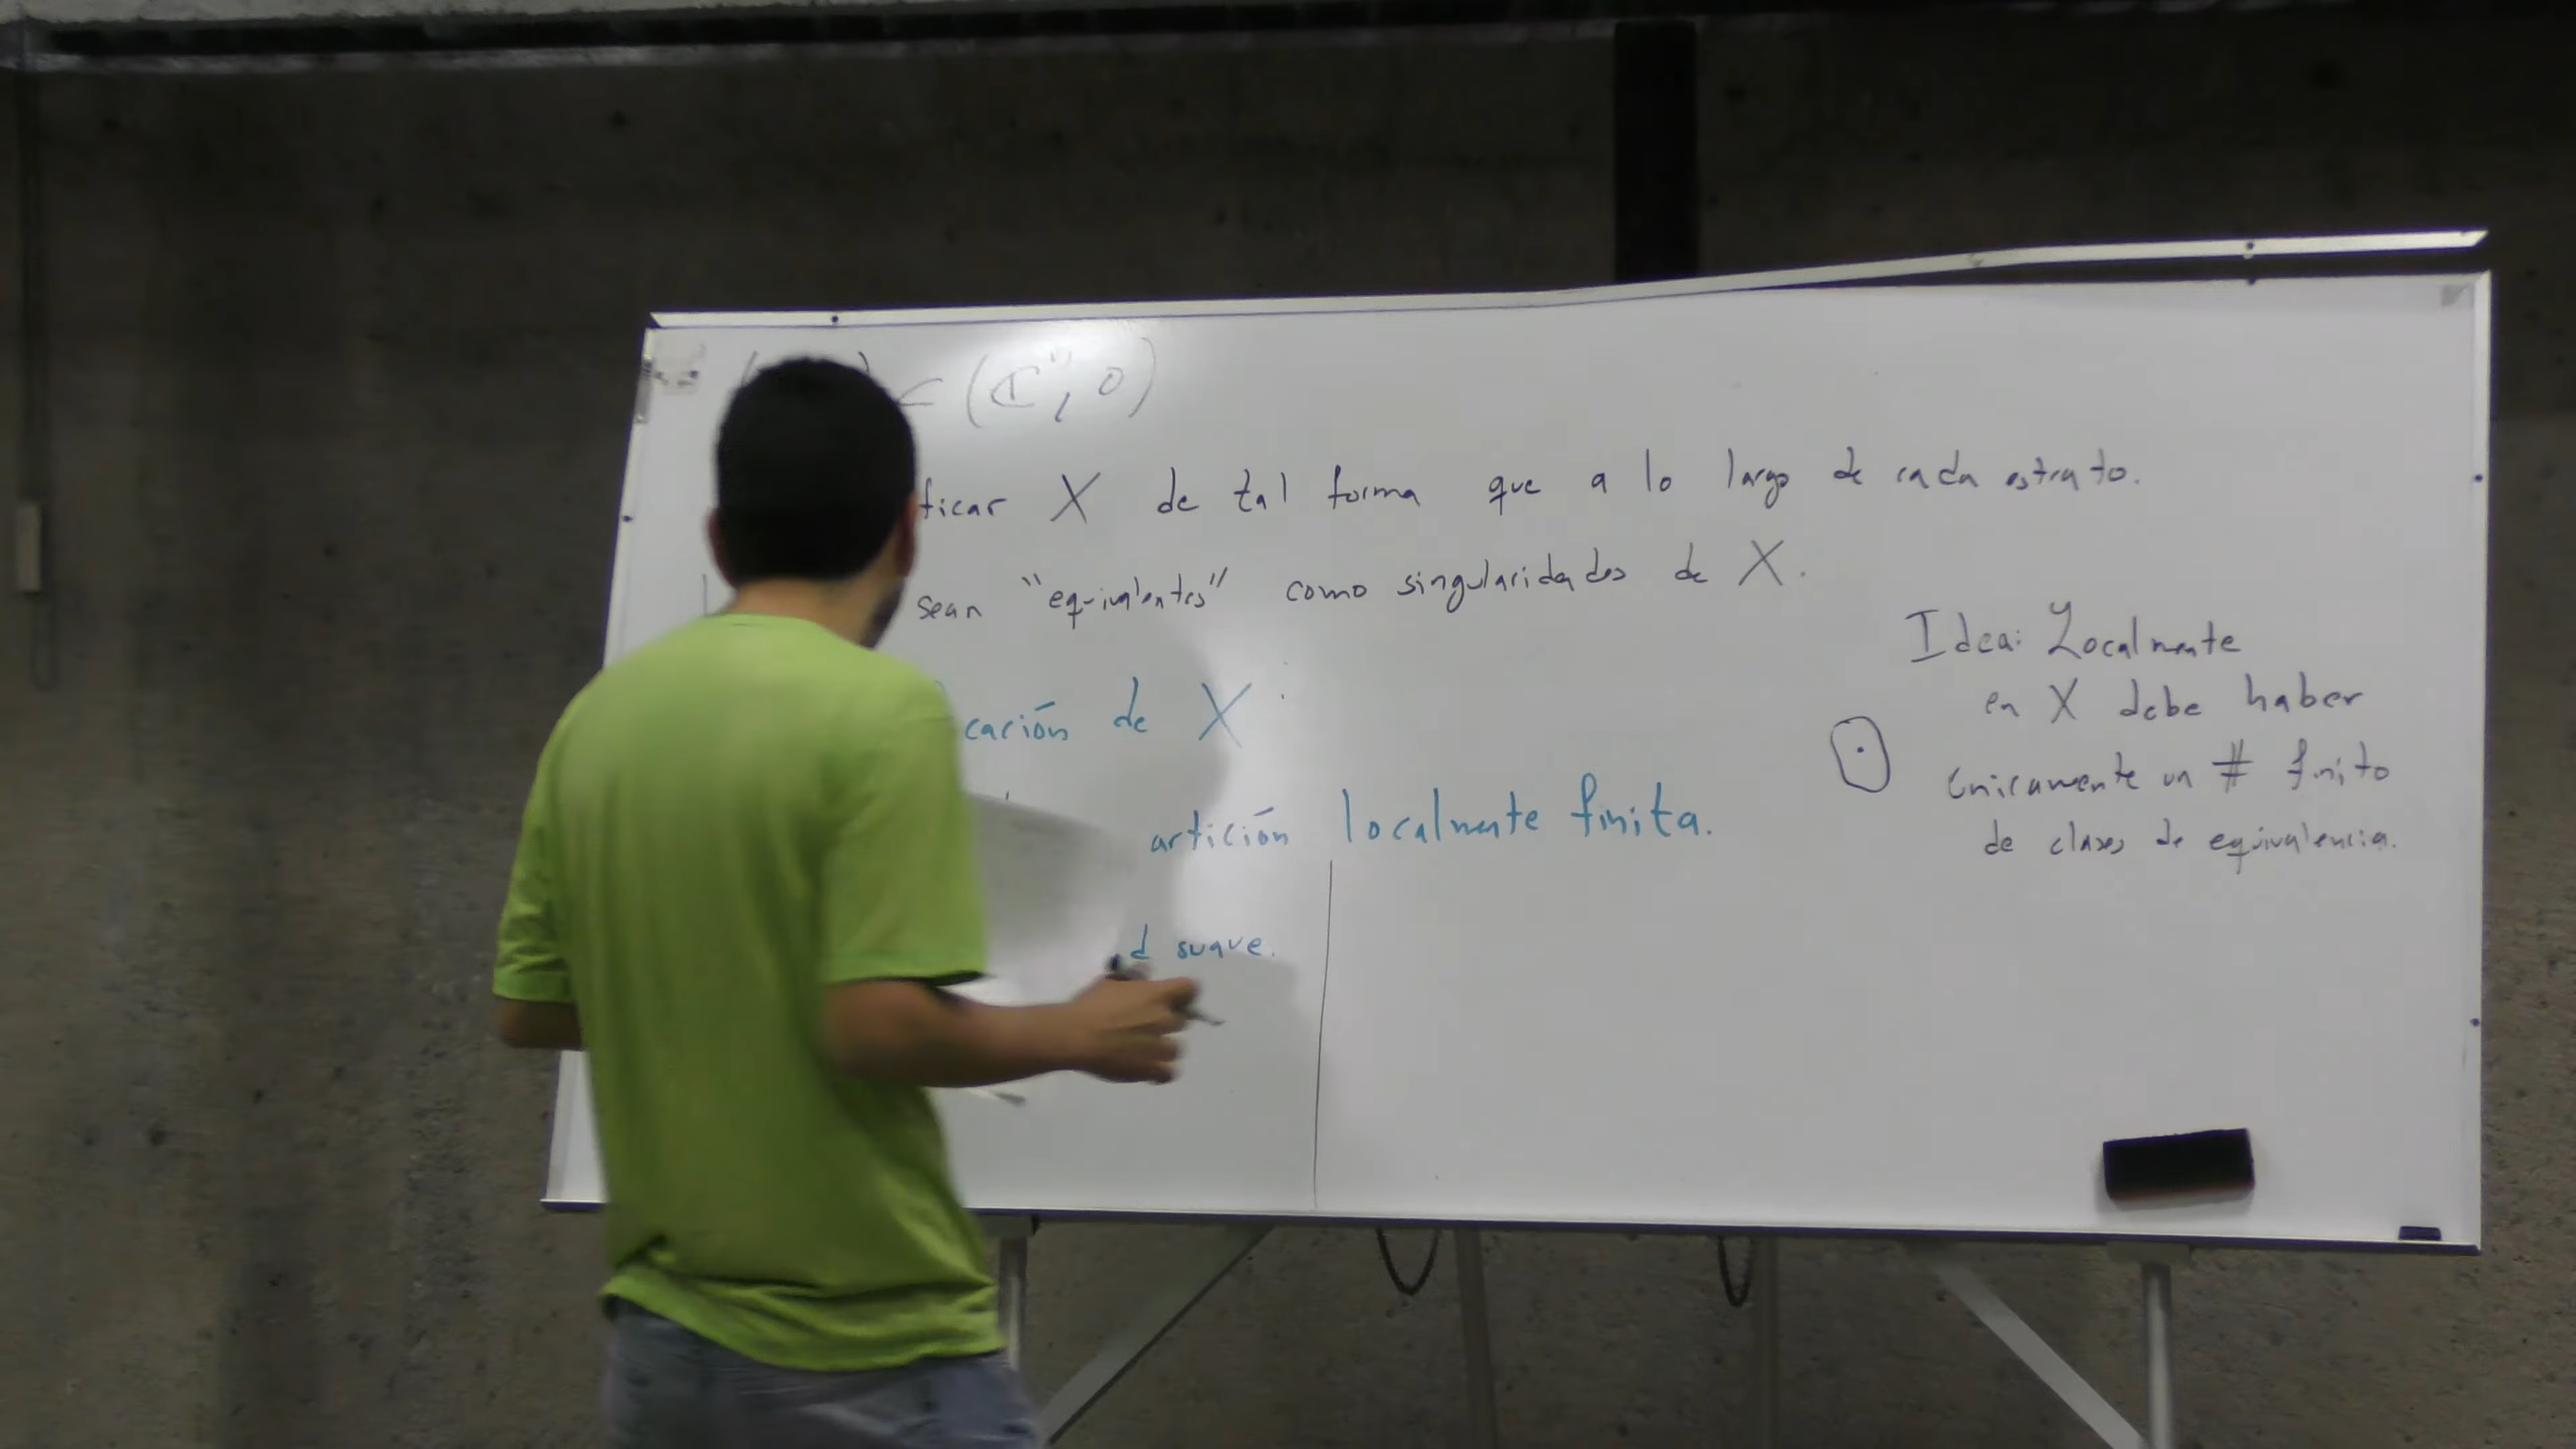 ⊂ (ℂⁿ, 0)
ficar X de tal forma que a lo largo de cada estrato.
sean "equivalentes" como singularidades de X.
cación de X
artición localmente finita.
d suave.
Idea: Localmente
en X debe haber
únicamente un # finito
de clases de equivalencia.